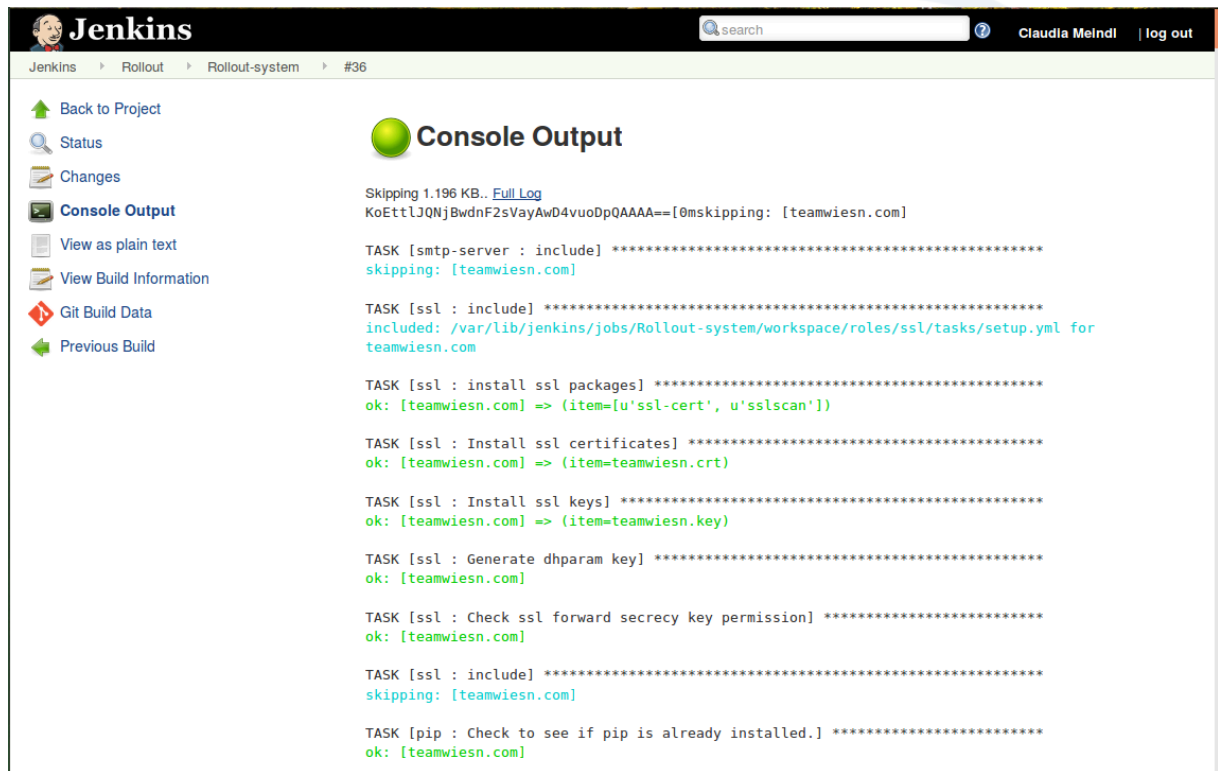 Jenkins
search
Claudia Meindl | log out
Jenkins Rollout Rollout-system #36
Back to Project
Status
Changes
Console Output
View as plain text
View Build Information
Git Build Data
Previous Build
Console Output
Skipping 1.196 KB.. Full Log
KoEttlJQNjBwdnF2sVayAwD4vuoDpQAAAA==[0mskipping: [teamwiesn.com]
TASK [smtp-server : include] ***************************************************
skipping: [teamwiesn.com]
TASK [ssl : include] ***********************************************************
included: /var/lib/jenkins/jobs/Rollout-system/workspace/roles/ssl/tasks/setup.yml for
teamwiesn.com
TASK [ssl : install ssl packages] **********************************************
ok: [teamwiesn.com] => (item=[u'ssl-cert', u'sslscan'])
TASK [ssl : Install ssl certificates] ******************************************
ok: [teamwiesn.com] => (item=teamwiesn.crt)
TASK [ssl : Install ssl keys] **************************************************
ok: [teamwiesn.com] => (item=teamwiesn.key)
TASK [ssl : Generate dhparam key] **********************************************
ok: [teamwiesn.com]
TASK [ssl : Check ssl forward secrecy key permission] **************************
ok: [teamwiesn.com]
TASK [ssl : include] ***********************************************************
skipping: [teamwiesn.com]
TASK [pip : Check to see if pip is already installed.] *************************
ok: [teamwiesn.com]